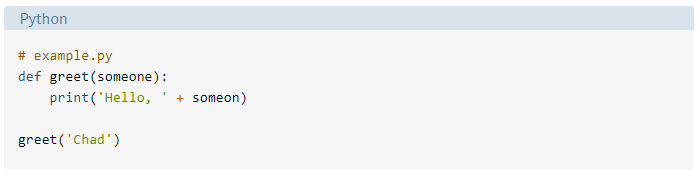 Python
# example.py
def greet(someone):
    print('Hello, ' + someon)
greet('Chad')